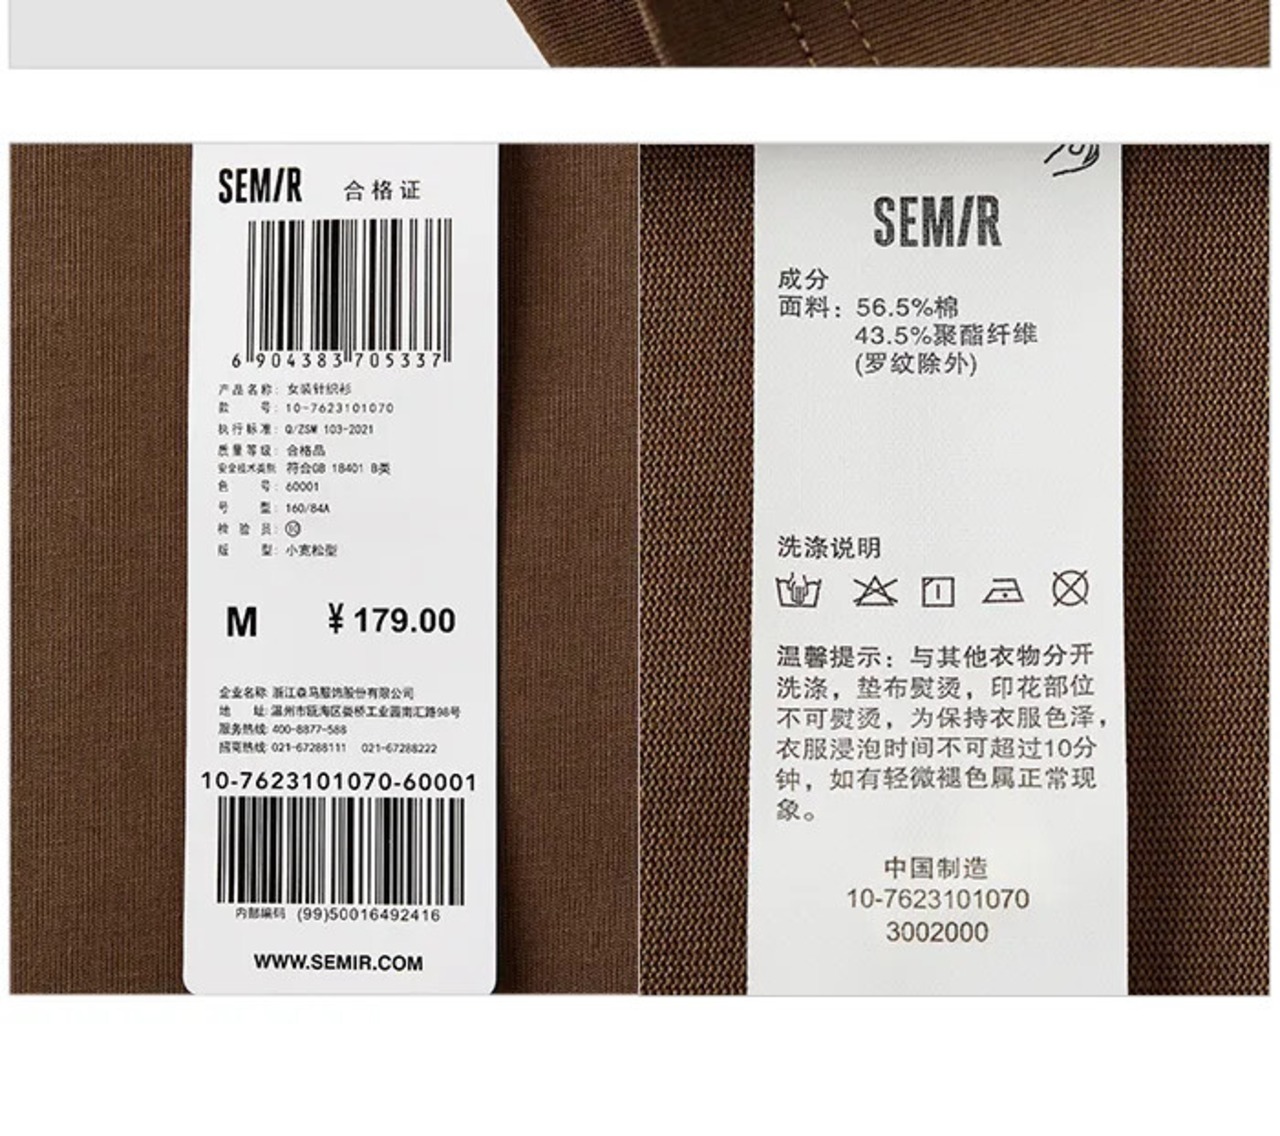 SEMIR 合格证
6 904383 705337
产品名称: 女装针织衫
款 号: 10-7623101070
执行标准: Q/ZSM 103-2021
质量等级: 合格品
安全技术类别: 符合GB 18401 B类
色 号: 60001
号 型: 160/84A
检 验 员:
版 型: 小宽松型
M ¥179.00
企业名称: 浙江森马服饰股份有限公司
地 址: 温州市瓯海区娄桥工业园南汇路98号
服务热线: 400-8877-588
招商热线: 021-67288111 021-67288222
10-7623101070-60001
内部编码 (99)50016492416
WWW.SEMIR.COM
SEMIR
成分
面料: 56.5%棉
43.5%聚酯纤维
(罗纹除外)
洗涤说明
温馨提示: 与其他衣物分开
洗涤, 垫布熨烫, 印花部位
不可熨烫, 为保持衣服色泽,
衣服浸泡时间不可超过10分
钟, 如有轻微褪色属正常现
象。
中国制造
10-7623101070
3002000